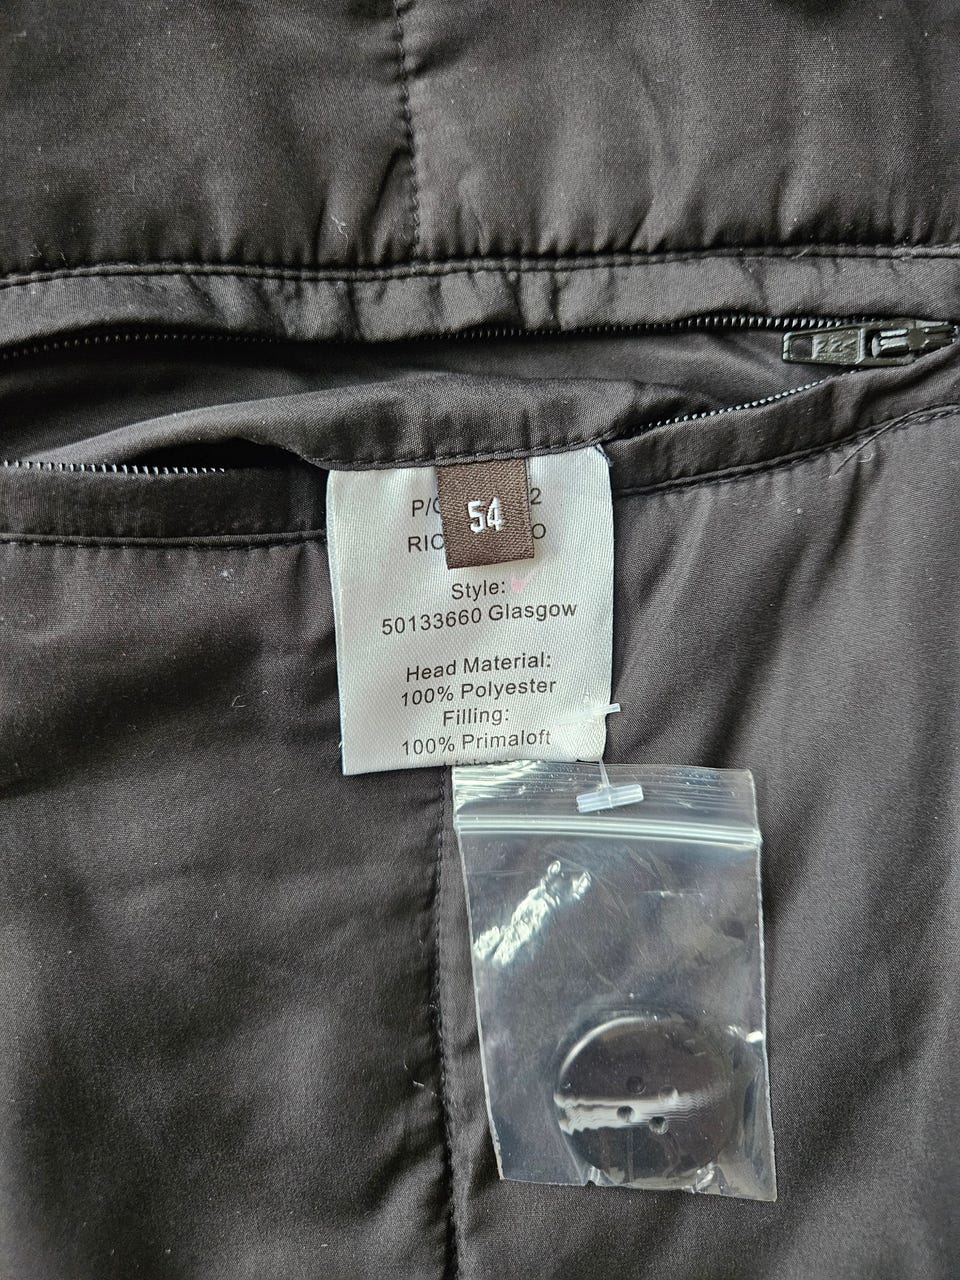 54
Style:
50133660 Glasgow
Head Material:
100% Polyester
Filling:
100% Primaloft